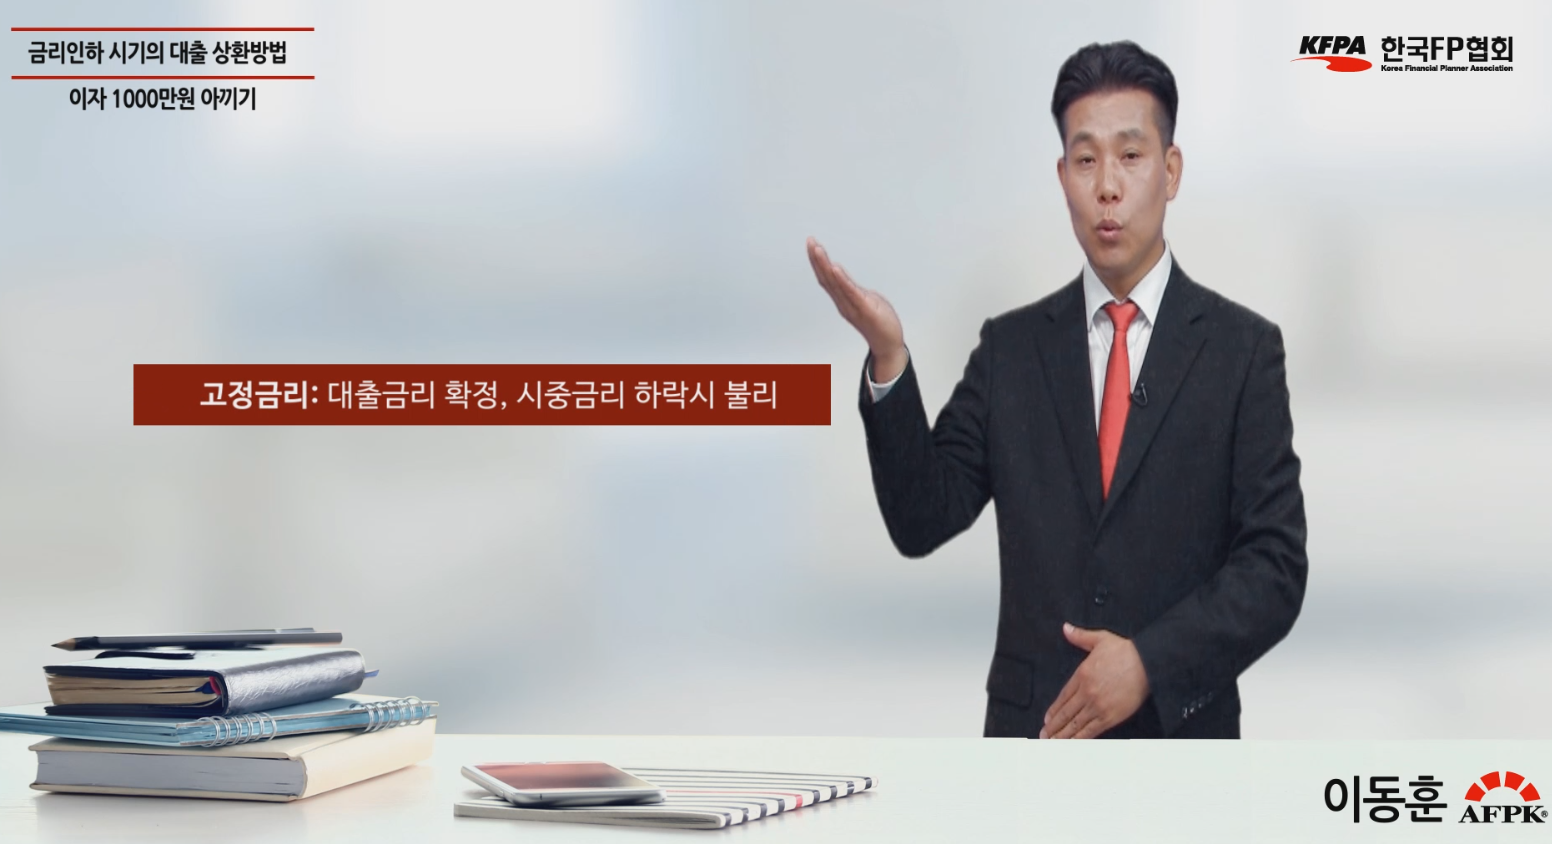 금리인하 시기의 대출 상환방법
이자 1000만원 아끼기
KFPA 한국FP협회
Korea Financial Planner Association
고정금리: 대출금리 확정, 시중금리 하락시 불리
이동훈 AFPK®